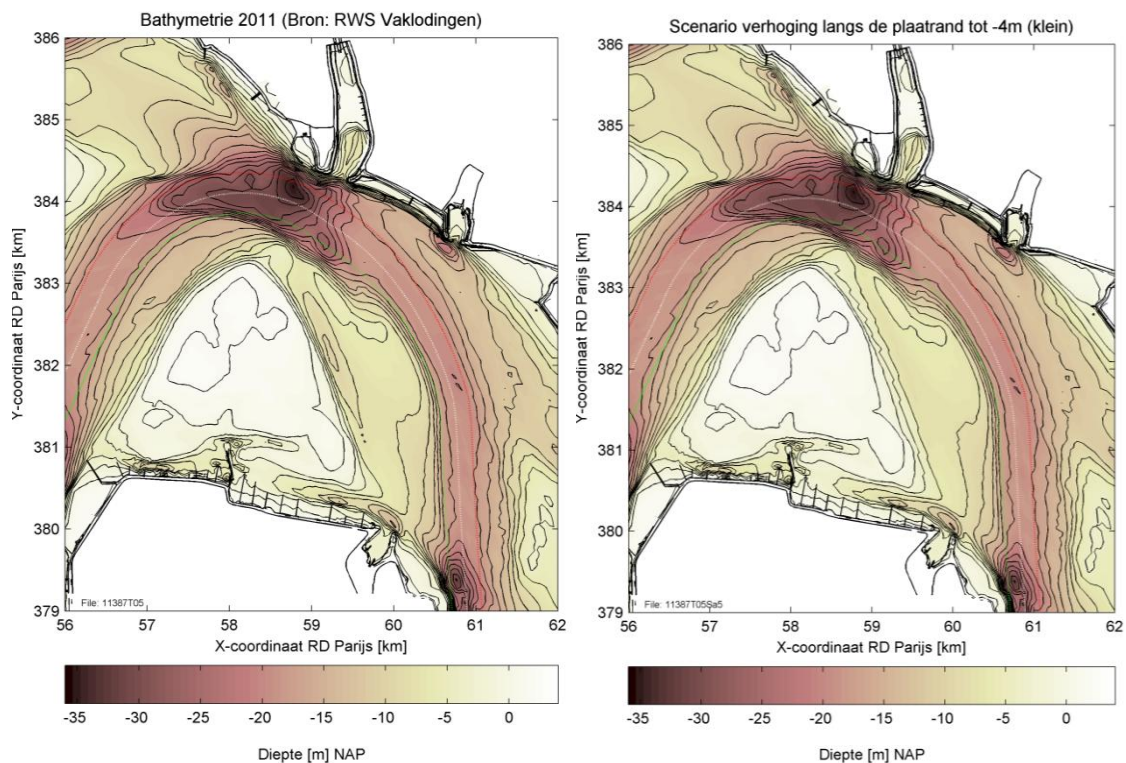 Bathymetrie 2011 (Bron: RWS Vaklodingen)
386
385
384
383
382
381
380
379
Y-coordinaat RD Parijs [km]
File: 11387T05
56 57 58 59 60 61 62
X-coordinaat RD Parijs [km]
-35 -30 -25 -20 -15 -10 -5 0
Diepte [m] NAP
Scenario verhoging langs de plaatrand tot -4m (klein)
386
385
384
383
382
381
380
379
Y-coordinaat RD Parijs [km]
File: 11387T05Sa5
56 57 58 59 60 61 62
X-coordinaat RD Parijs [km]
-35 -30 -25 -20 -15 -10 -5 0
Diepte [m] NAP